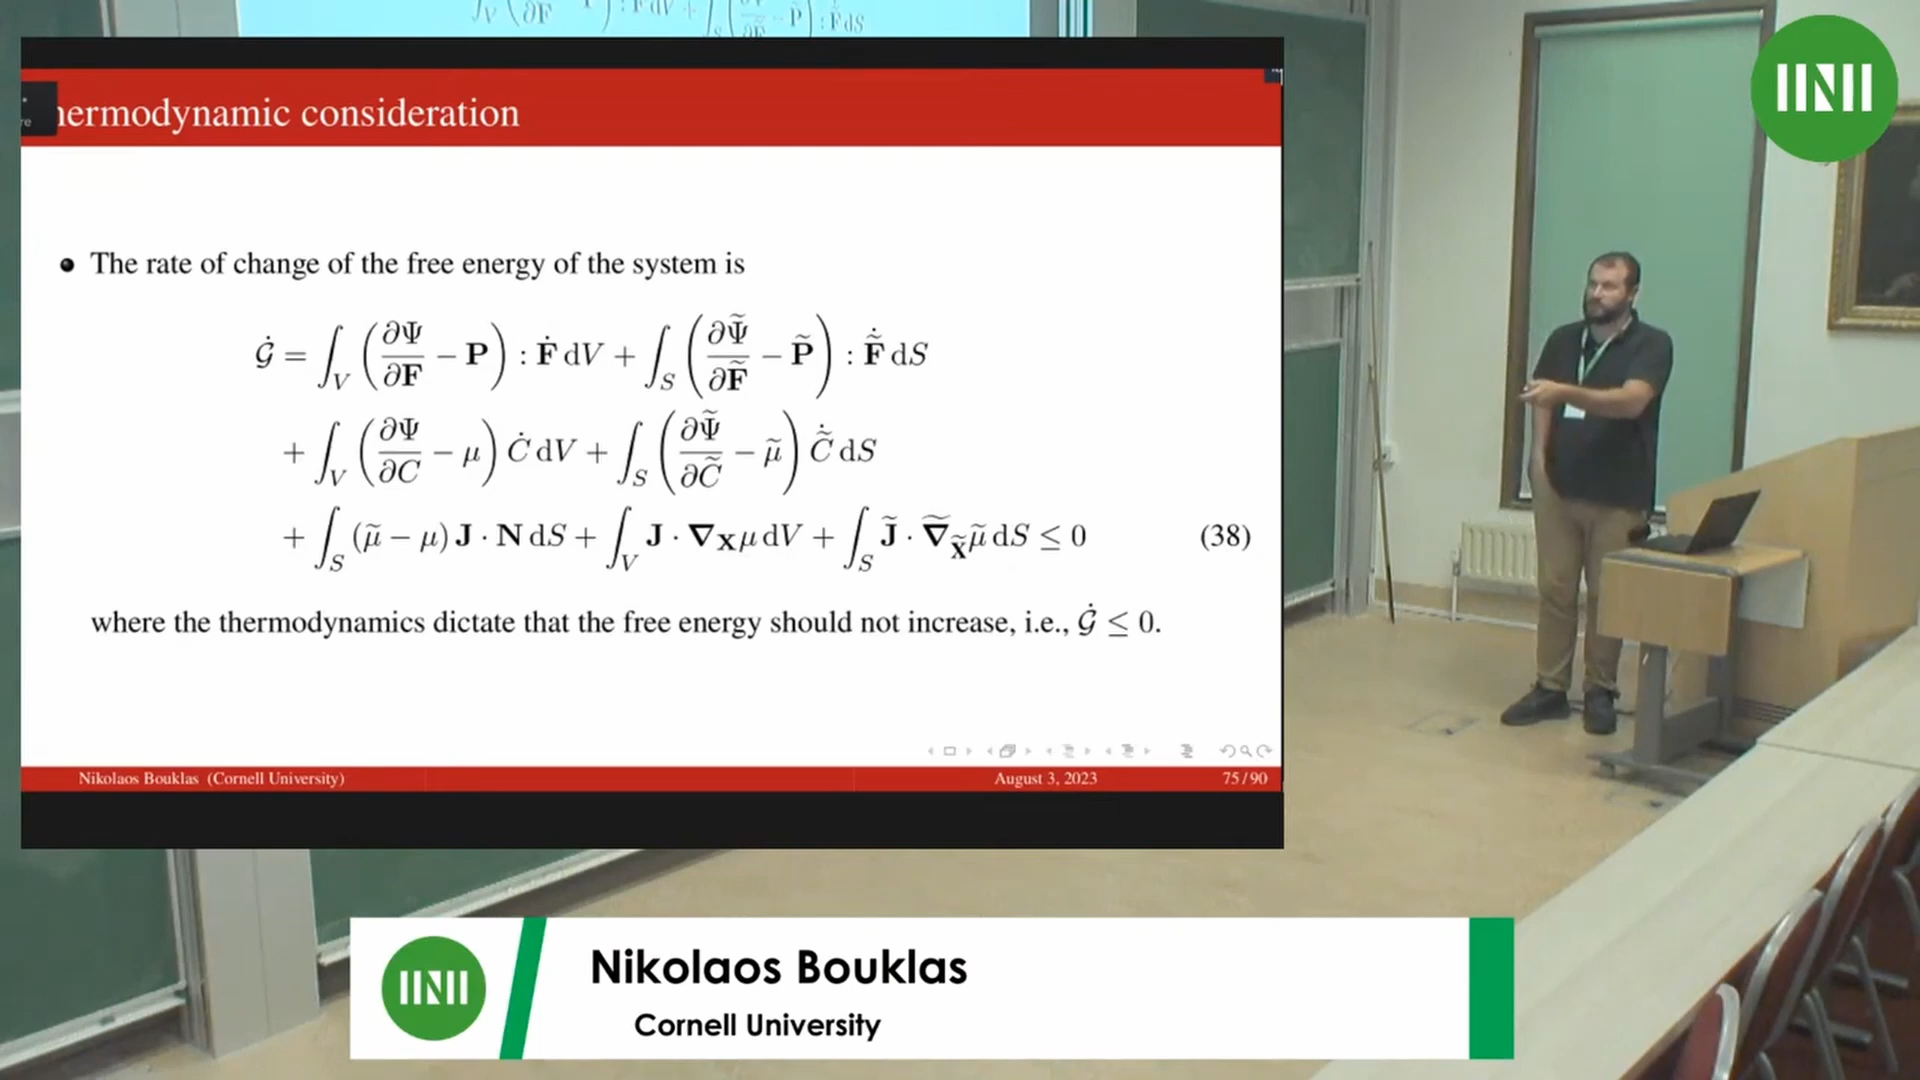 hermodynamic consideration
• The rate of change of the free energy of the system is
𝒢̇ = ∫_V (∂Ψ/∂F − P) : Ḟ dV + ∫_S (∂Ψ̃/∂F̃ − P̃) : F̃̇ dS
+ ∫_V (∂Ψ/∂C − μ) Ċ dV + ∫_S (∂Ψ̃/∂C̃ − μ̃) C̃̇ dS
+ ∫_S (μ̃ − μ) J · N dS + ∫_V J · ∇_X μ dV + ∫_S J̃ · ∇̃_X̃ μ̃ dS ≤ 0 (38)
where the thermodynamics dictate that the free energy should not increase, i.e., 𝒢̇ ≤ 0.
Nikolaos Bouklas (Cornell University) August 3, 2023 75 / 90
Nikolaos Bouklas
Cornell University